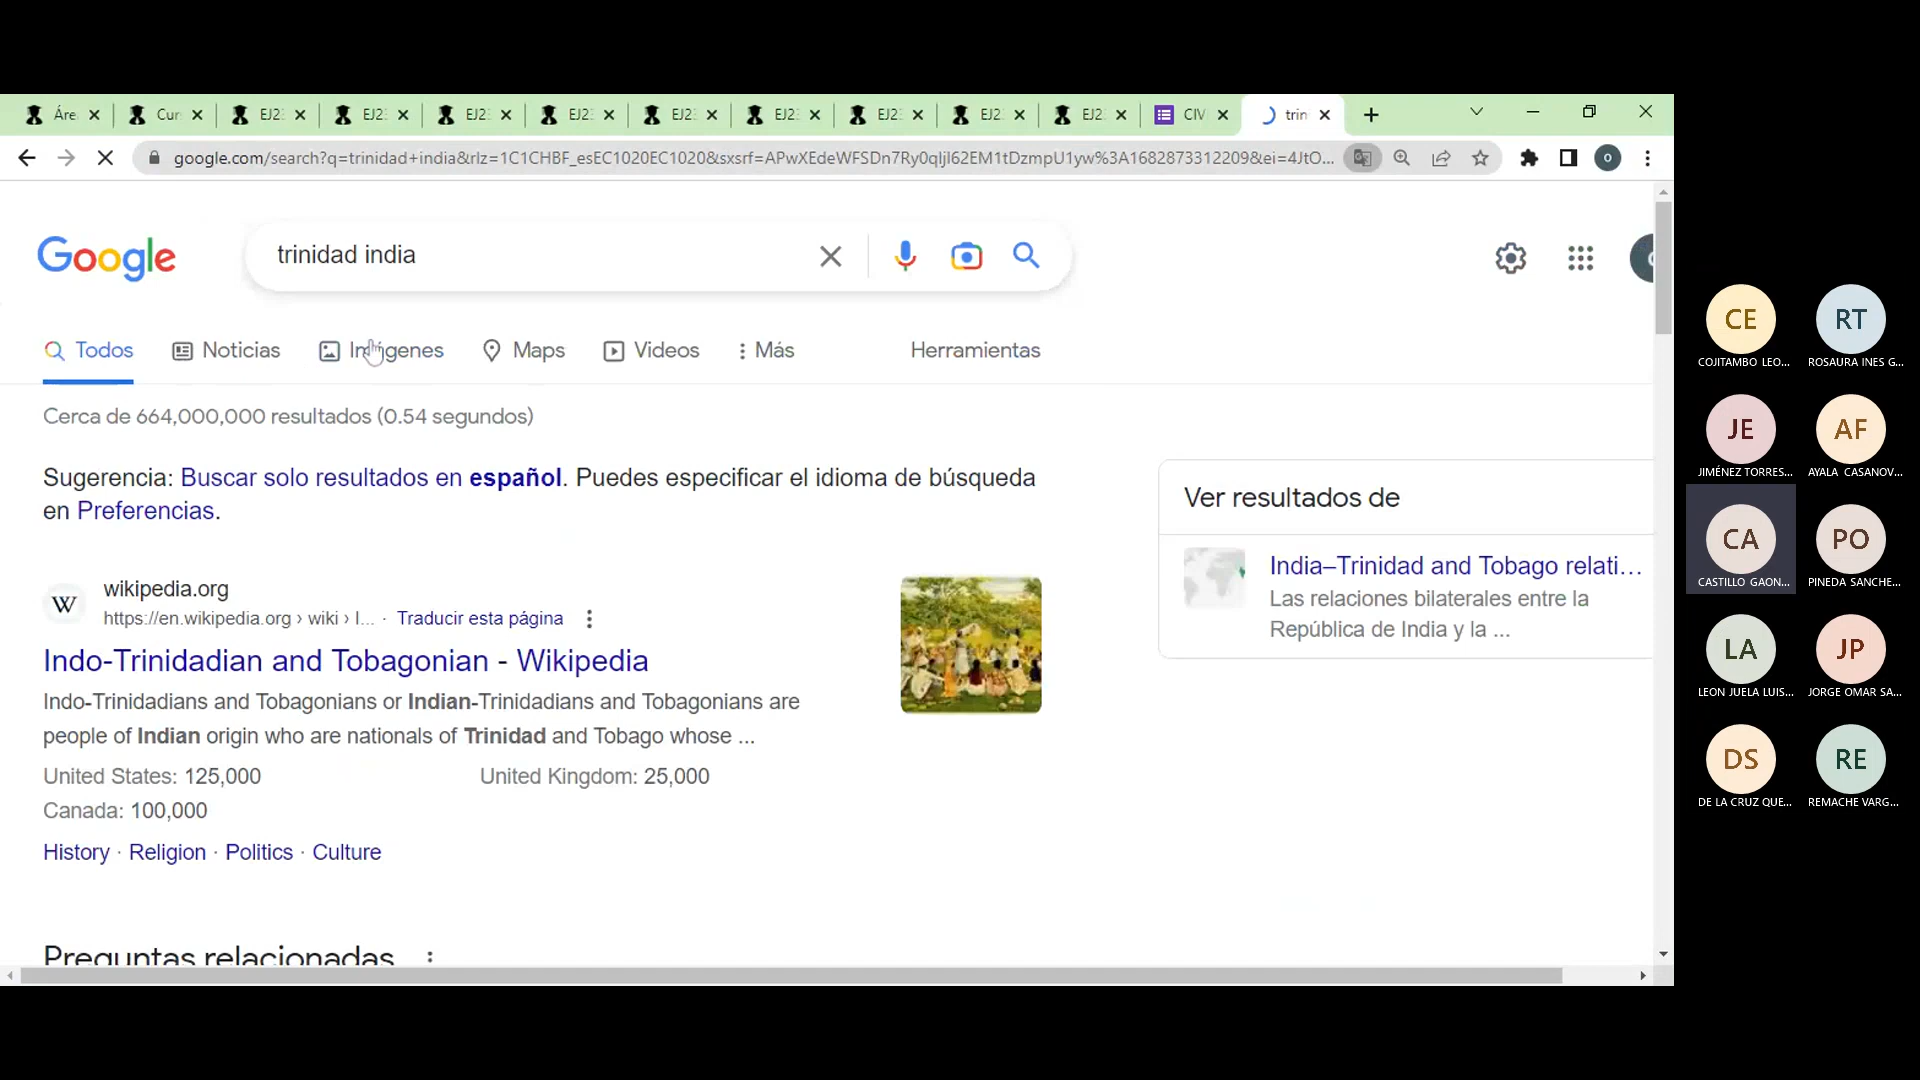 Áre
Cur
EJ2
EJ2
EJ2
EJ2
EJ2
EJ2
EJ2
EJ2
EJ2
CIV
trin
google.com/search?q=trinidad+india&rlz=1C1CHBF_esEC1020EC1020&sxsrf=APwXEdeWFSDn7Ry0qljl62EM1tDzmpU1yw%3A1682873312209&ei=4JtO...
Google
trinidad india
Todos
Noticias
Imágenes
Maps
Videos
Más
Herramientas
Cerca de 664,000,000 resultados (0.54 segundos)
Sugerencia: Buscar solo resultados en español. Puedes especificar el idioma de búsqueda
en Preferencias.
Ver resultados de
India–Trinidad and Tobago relati...
Las relaciones bilaterales entre la
República de India y la ...
W
wikipedia.org
https://en.wikipedia.org › wiki › I... · Traducir esta página
Indo-Trinidadian and Tobagonian - Wikipedia
Indo-Trinidadians and Tobagonians or Indian-Trinidadians and Tobagonians are
people of Indian origin who are nationals of Trinidad and Tobago whose ...
United States: 125,000
United Kingdom: 25,000
Canada: 100,000
History · Religion · Politics · Culture
Preguntas relacionadas
CE
COJITAMBO LEO...
RT
ROSAURA INES G...
JE
JIMÉNEZ TORRES...
AF
AYALA CASANOV...
CA
CASTILLO GAON...
PO
PINEDA SANCHE...
LA
LEON JUELA LUIS...
JP
JORGE OMAR SA...
DS
DE LA CRUZ QUE...
RE
REMACHE VARG...